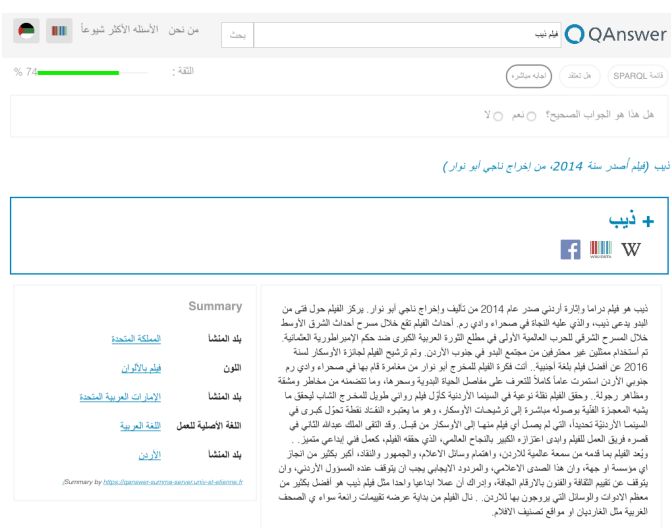 QAnswer
فيلم ذيب
بحث
الأسئله الأكثر شيوعاً
من نحن
قائمة SPARQL
هل تعتقد
اجابه مباشره
الثقة :
% 74
هل هذا هو الجواب الصحيح؟ نعم لا
ذيب (فيلم أصدر سنة 2014، من إخراج ناجي أبو نوار)
+ ذيب
W
ذيب هو فيلم دراما وإثارة أردني صدر عام 2014 من تأليف وإخراج ناجي أبو نوار. يركز الفيلم حول فتى من
البدو يدعى ذيب، والذي عليه النجاة في صحراء وادي رم. أحداث الفيلم تقع خلال مسرح أحداث الشرق الأوسط
خلال المسرح الشرقي للحرب العالمية الأولى في مطلع الثورة العربية الكبرى ضد حكم الإمبراطورية العثمانية.
تم أستخدام ممثلين غير محترفين من مجتمع البدو في جنوب الأردن. وتم ترشيح الفيلم لجائزة الأوسكار لسنة
2016 عن أفضل فيلم بلغة أجنبية.. أتت فكرة الفيلم للمخرج أبو نوار من مغامرة قام بها في صحراء وادي رم
جنوبي الأردن استمرت عاماً كاملاً للتعرف على مفاصل الحياة البدوية وسحرها، وما تتضمنه من مخاطر ومشقة
ومظاهر رجولة.. وحقق الفيلم نقلة نوعية في السينما الأردنية كأول فيلم روائي طويل للمخرج الشاب ليحقق ما
يشبه المعجزة الفنّية بوصوله مباشرة إلى ترشيحات الأوسكار، وهو ما يعتبره النقـاد نقطة تحوّل كبـرى في
السينما الأردنيّة تحديداً، التي لم يصل أي فيلم منهـا إلى الأوسكار من قبـل. وقد التقى الملك عبدالله الثاني في
قصره فريق العمل للفيلم وابدى اعتزازه الكبير بالنجاح العالمي، الذي حققه الفيلم، كعمل فني إبداعي متميز. .
ويُعد الفيلم بما قدمه من سمعة عالمية للاردن، واهتمام وسائل الاعلام، والجمهور والنقاد، أكبر بكثير من انجاز
اي مؤسسة او جهة، وان هذا الصدى الاعلامي، والمردود الايجابي يجب ان يتوقف عنده المسؤول الأردني، وان
يتوقف عن تقييم الثقافة والفنون بالارقام الجافة، وإدراك أن عملا ابداعيا واحدا مثل فيلم ذيب هو أفضل بكثير من
معظم الادوات والوسائل التي يروجون بها للاردن. . نال الفيلم من بداية عرضه تقييمات رائعة سواء ي الصحف
الغربية مثل الغارديان او مواقع تصنيف الافلام.
Summary
بلد المنشأ المملكة المتحدة
اللون فيلم بالألوان
بلد المنشأ الإمارات العربية المتحدة
اللغة الأصلية للعمل اللغة العربية
بلد المنشأ الأردن
Summary by https://qanswer-summa-server.univ-st-etienne.fr/